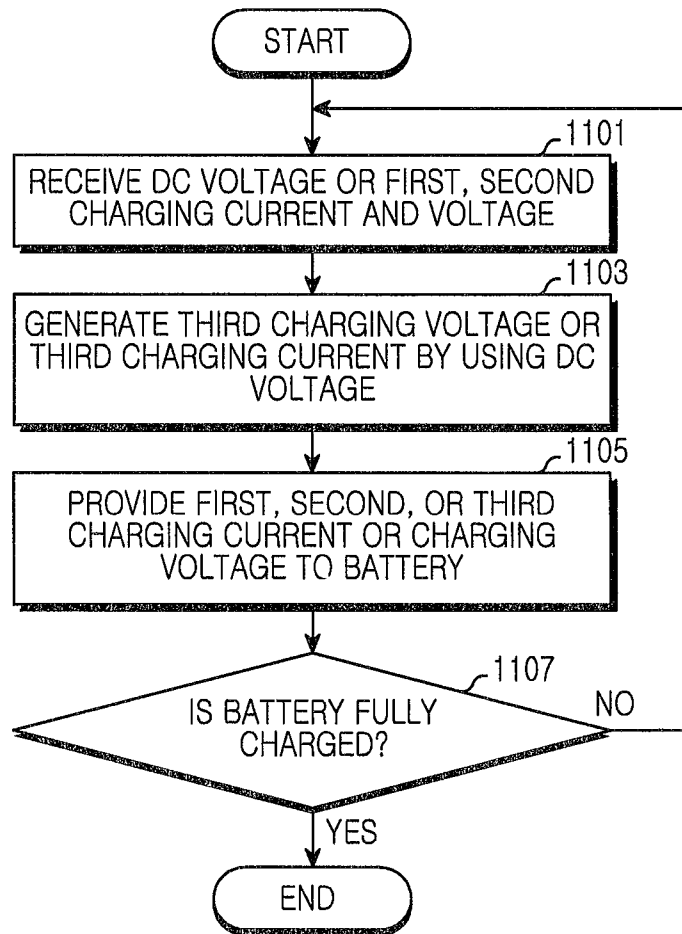 START
1101
RECEIVE DC VOLTAGE OR FIRST, SECOND
CHARGING CURRENT AND VOLTAGE
1103
GENERATE THIRD CHARGING VOLTAGE OR
THIRD CHARGING CURRENT BY USING DC
VOLTAGE
1105
PROVIDE FIRST, SECOND, OR THIRD
CHARGING CURRENT OR CHARGING
VOLTAGE TO BATTERY
1107
IS BATTERY FULLY
CHARGED?
NO
YES
END